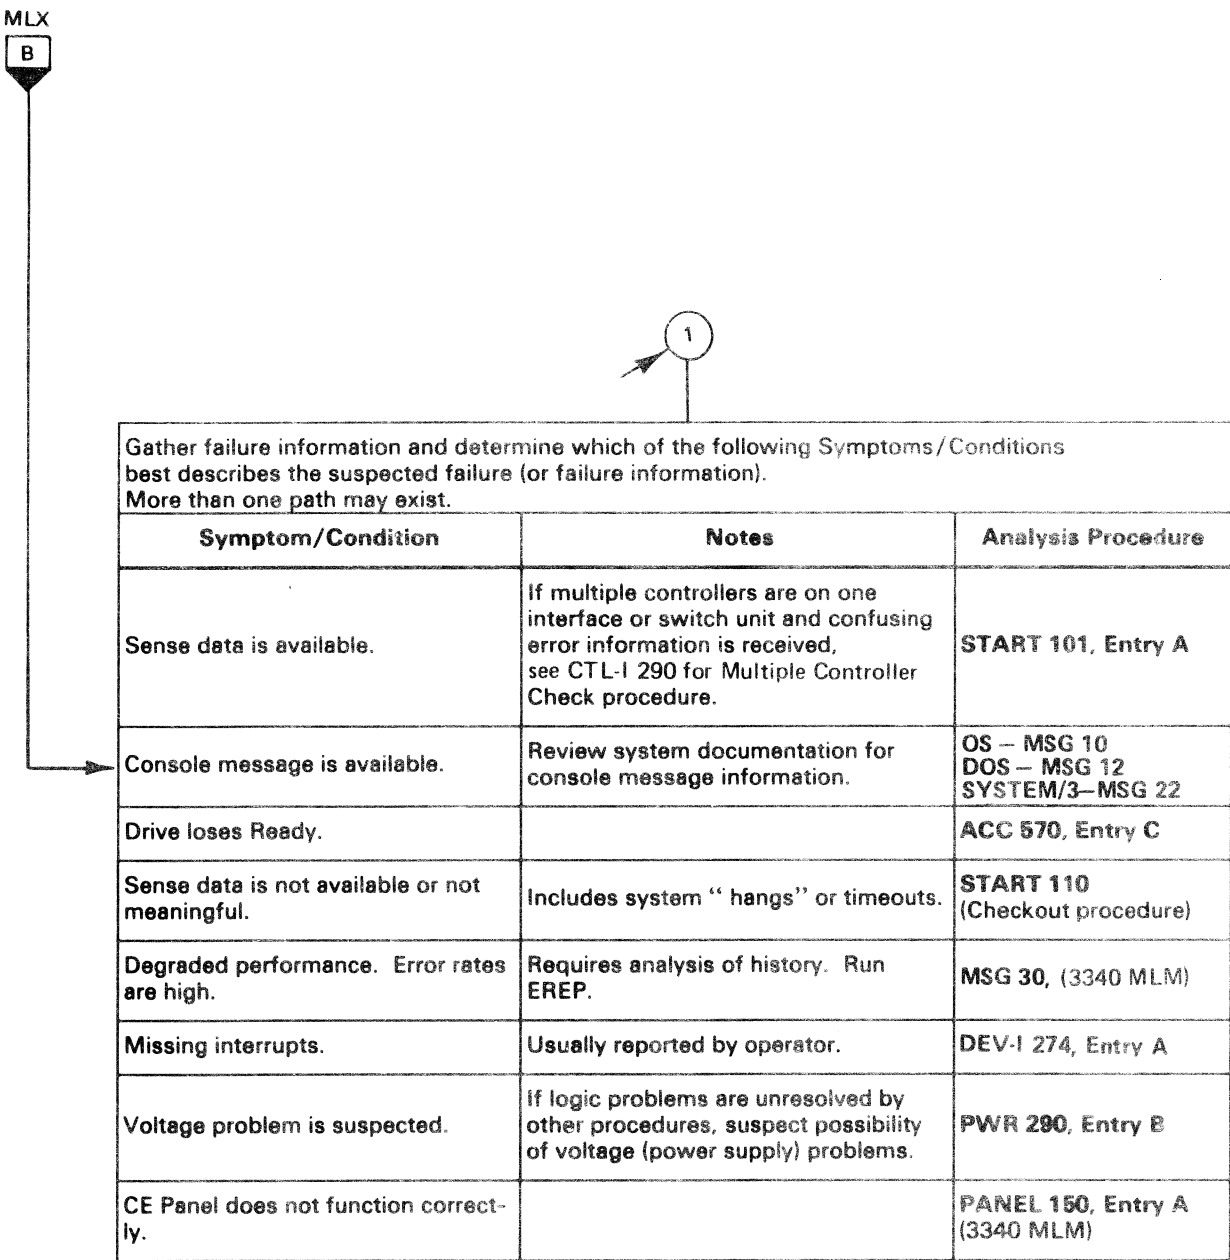 MLX
B
1
Gather failure information and determine which of the following Symptoms/Conditions
best describes the suspected failure (or failure information).
More than one path may exist.
Symptom/Condition
Notes
Analysis Procedure
Sense data is available.
If multiple controllers are on one
interface or switch unit and confusing
error information is received,
see CTL-I 290 for Multiple Controller
Check procedure.
START 101, Entry A
Console message is available.
Review system documentation for
console message information.
OS – MSG 10
DOS – MSG 12
SYSTEM/3–MSG 22
Drive loses Ready.
ACC 570, Entry C
Sense data is not available or not
meaningful.
Includes system “ hangs” or timeouts.
START 110
(Checkout procedure)
Degraded performance. Error rates
are high.
Requires analysis of history. Run
EREP.
MSG 30, (3340 MLM)
Missing interrupts.
Usually reported by operator.
DEV-I 274, Entry A
Voltage problem is suspected.
If logic problems are unresolved by
other procedures, suspect possibility
of voltage (power supply) problems.
PWR 290, Entry B
CE Panel does not function correct-
ly.
PANEL 150, Entry A
(3340 MLM)